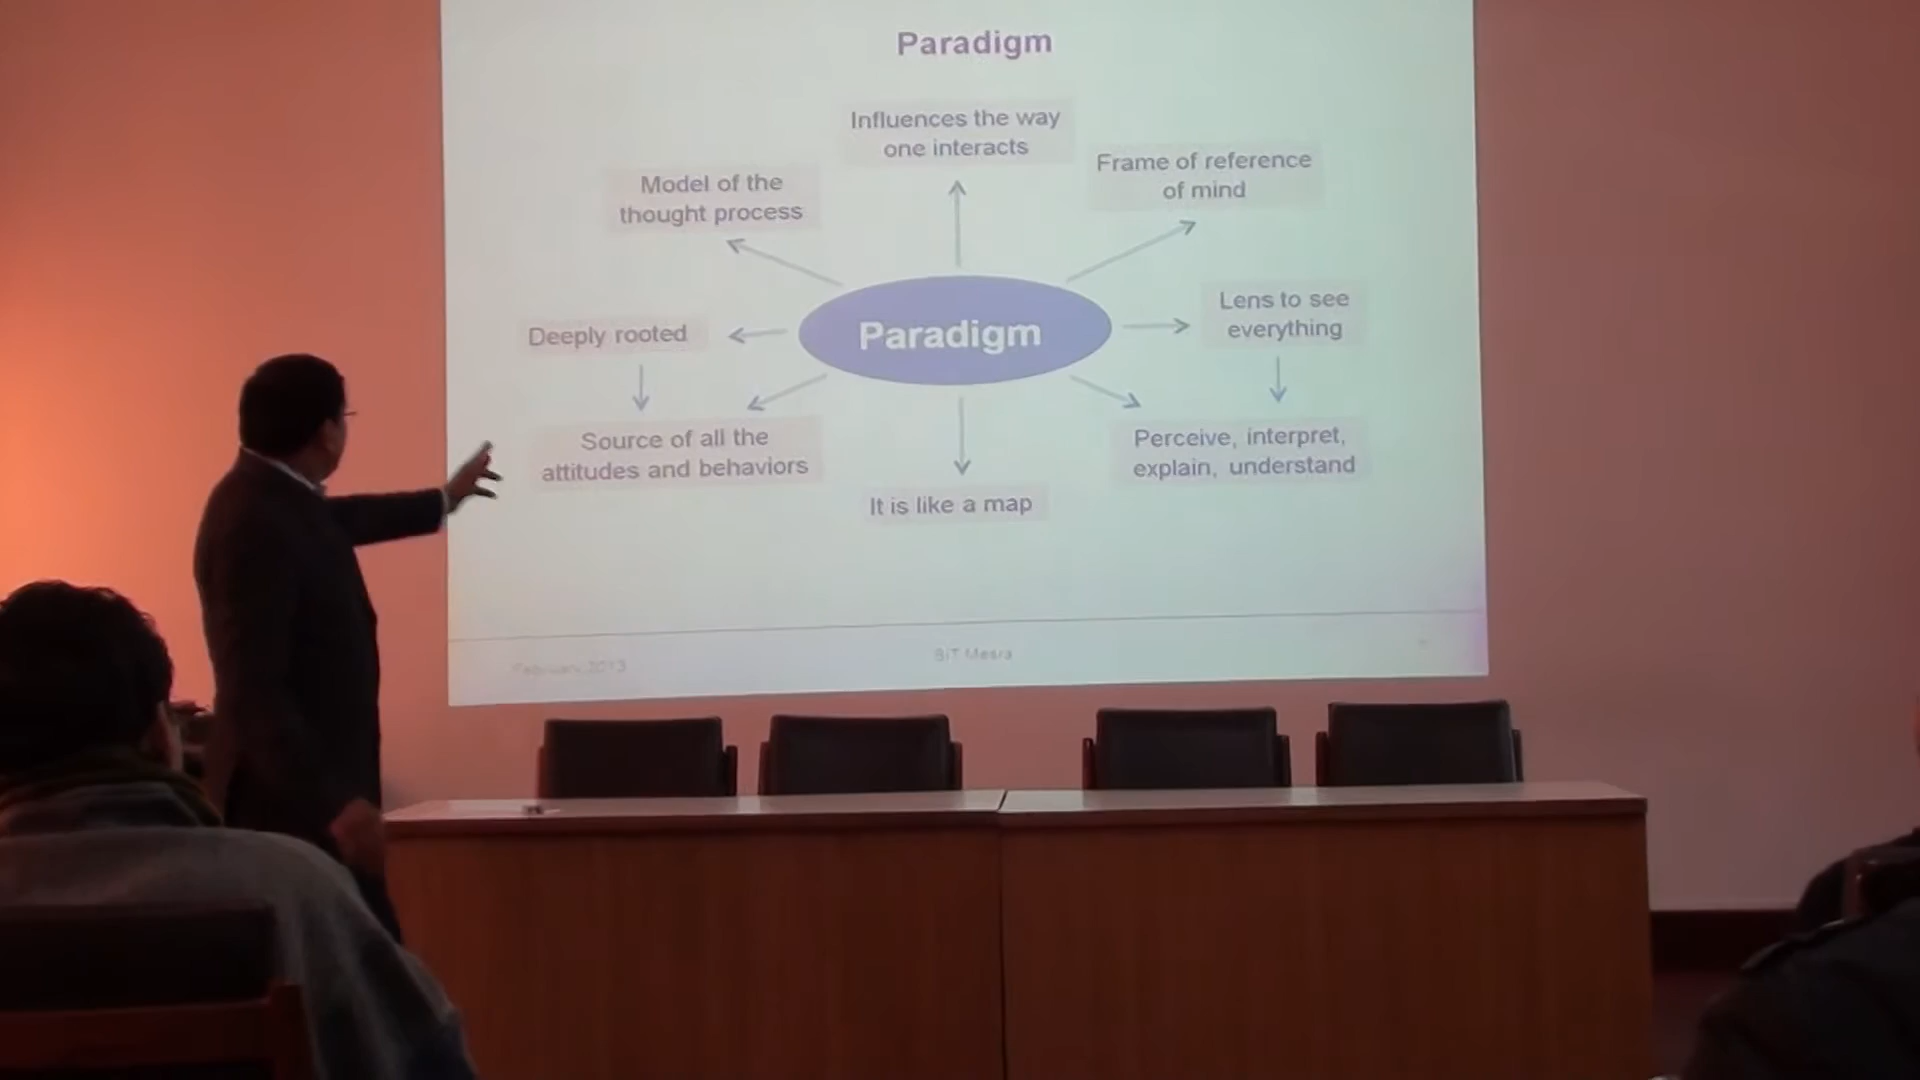 Paradigm
Influences the way
one interacts
Frame of reference
of mind
Model of the
thought process
Lens to see
everything
Deeply rooted
Paradigm
Source of all the
attitudes and behaviors
Perceive, interpret,
explain, understand
It is like a map
February 2013
BIT Mesra